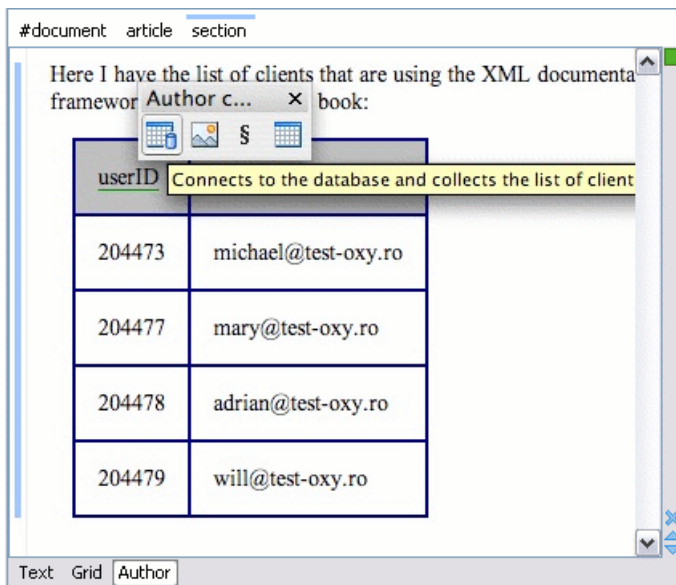 #document article section
Here I have the list of clients that are using the XML documenta
framewor book:
Author c... ×
§
userID
Connects to the database and collects the list of client
204473 michael@test-oxy.ro
204477 mary@test-oxy.ro
204478 adrian@test-oxy.ro
204479 will@test-oxy.ro
Text Grid Author